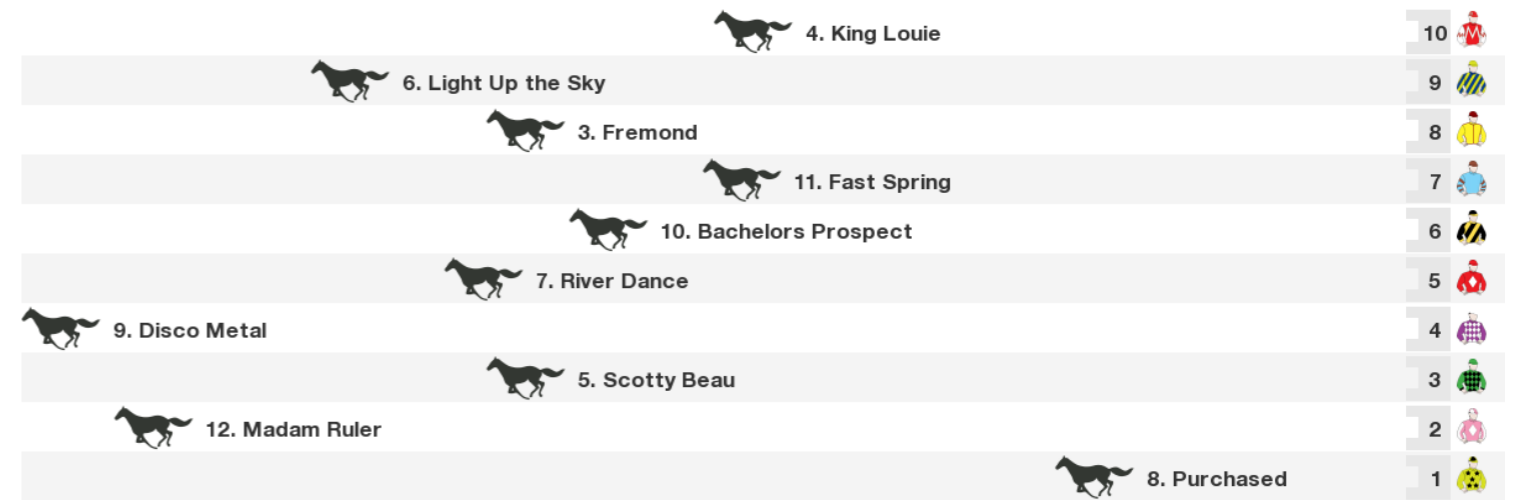 4. King Louie 10
6. Light Up the Sky 9
3. Fremond 8
11. Fast Spring 7
10. Bachelors Prospect 6
7. River Dance 5
9. Disco Metal 4
5. Scotty Beau 3
12. Madam Ruler 2
8. Purchased 1